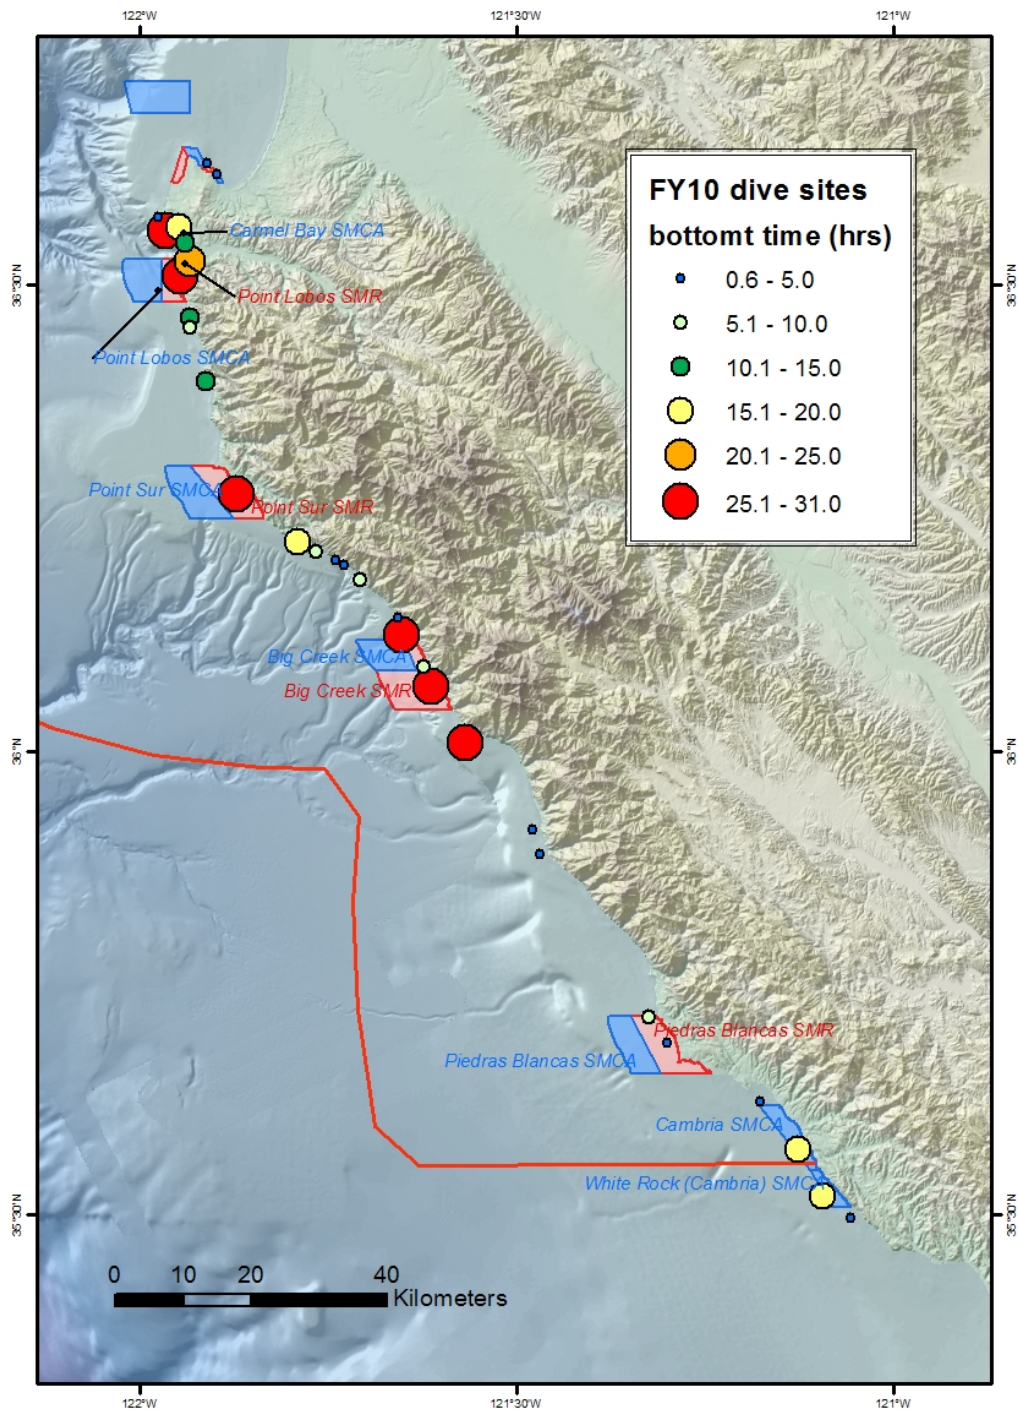 122°W
121°30'W
121°W
FY10 dive sites
bottomt time (hrs)
0.6 - 5.0
5.1 - 10.0
10.1 - 15.0
15.1 - 20.0
20.1 - 25.0
25.1 - 31.0
Carmel Bay SMCA
36°30'N
36°30'N
Point Lobos SMR
Point Lobos SMCA
Point Sur SMCA
Point Sur SMR
Big Creek SMCA
Big Creek SMR
36°N
36°N
Piedras Blancas SMR
Piedras Blancas SMCA
Cambria SMCA
White Rock (Cambria) SMCA
35°30'N
35°30'N
0 10 20 40
Kilometers
122°W
121°30'W
121°W